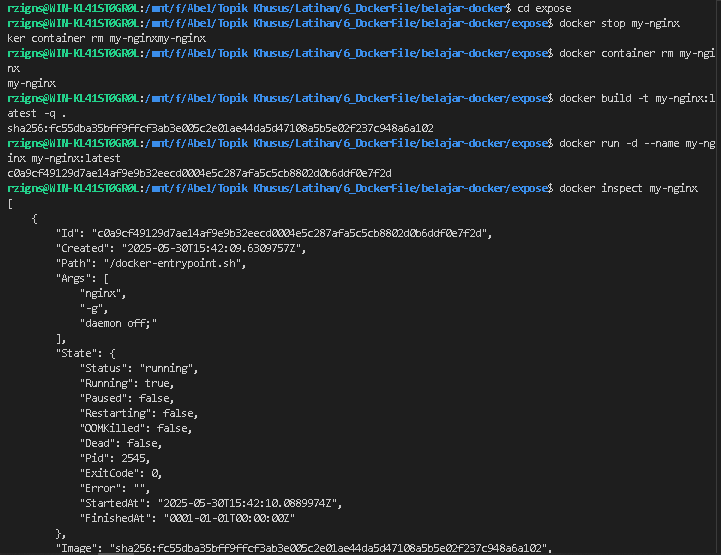 rzigns@WIN-KL41ST0GR0L:/mnt/f/Abel/Topik Khusus/Latihan/6_DockerFile/belajar-docker$ cd expose
rzigns@WIN-KL41ST0GR0L:/mnt/f/Abel/Topik Khusus/Latihan/6_DockerFile/belajar-docker/expose$ docker stop my-nginx
ker container rm my-nginxmy-nginx
rzigns@WIN-KL41ST0GR0L:/mnt/f/Abel/Topik Khusus/Latihan/6_DockerFile/belajar-docker/expose$ docker container rm my-ngi
nx
my-nginx
rzigns@WIN-KL41ST0GR0L:/mnt/f/Abel/Topik Khusus/Latihan/6_DockerFile/belajar-docker/expose$ docker build -t my-nginx:l
atest -q .
sha256:fc55dba35bff9ffcf3ab3e005c2e01ae44da5d47108a5b5e02f237c948a6a102
rzigns@WIN-KL41ST0GR0L:/mnt/f/Abel/Topik Khusus/Latihan/6_DockerFile/belajar-docker/expose$ docker run -d --name my-ng
inx my-nginx:latest
c0a9cf49129d7ae14af9e9b32eecd0004e5c287afa5c5cb8802d0b6ddf0e7f2d
rzigns@WIN-KL41ST0GR0L:/mnt/f/Abel/Topik Khusus/Latihan/6_DockerFile/belajar-docker/expose$ docker inspect my-nginx
[
    {
        "Id": "c0a9cf49129d7ae14af9e9b32eecd0004e5c287afa5c5cb8802d0b6ddf0e7f2d",
        "Created": "2025-05-30T15:42:09.6309757Z",
        "Path": "/docker-entrypoint.sh",
        "Args": [
            "nginx",
            "-g",
            "daemon off;"
        ],
        "State": {
            "Status": "running",
            "Running": true,
            "Paused": false,
            "Restarting": false,
            "OOMKilled": false,
            "Dead": false,
            "Pid": 2545,
            "ExitCode": 0,
            "Error": "",
            "StartedAt": "2025-05-30T15:42:10.0889974Z",
            "FinishedAt": "0001-01-01T00:00:00Z"
        },
        "Image": "sha256:fc55dba35bff9ffcf3ab3e005c2e01ae44da5d47108a5b5e02f237c948a6a102",